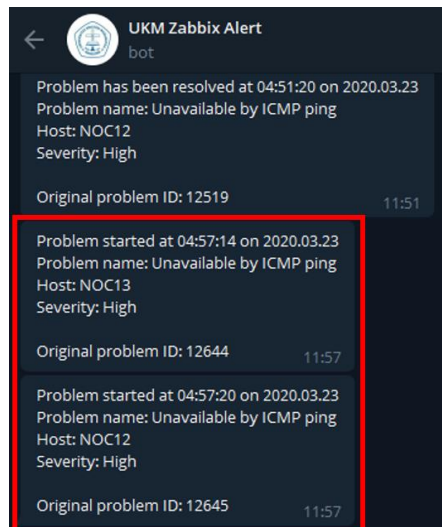 UKM Zabbix Alert
bot
Problem has been resolved at 04:51:20 on 2020.03.23
Problem name: Unavailable by ICMP ping
Host: NOC12
Severity: High
Original problem ID: 12519
11:51
Problem started at 04:57:14 on 2020.03.23
Problem name: Unavailable by ICMP ping
Host: NOC13
Severity: High
Original problem ID: 12644
11:57
Problem started at 04:57:20 on 2020.03.23
Problem name: Unavailable by ICMP ping
Host: NOC12
Severity: High
Original problem ID: 12645
11:57